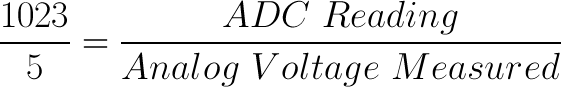 1023 / 5 = ADC Reading / Analog Voltage Measured